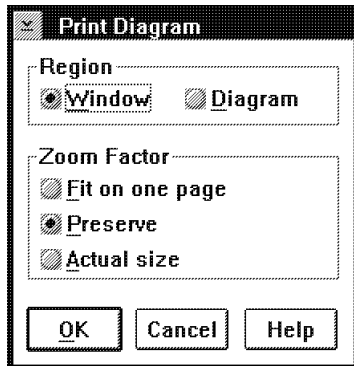 Print Diagram
Region
Window Diagram
Zoom Factor
Fit on one page
Preserve
Actual size
OK Cancel Help